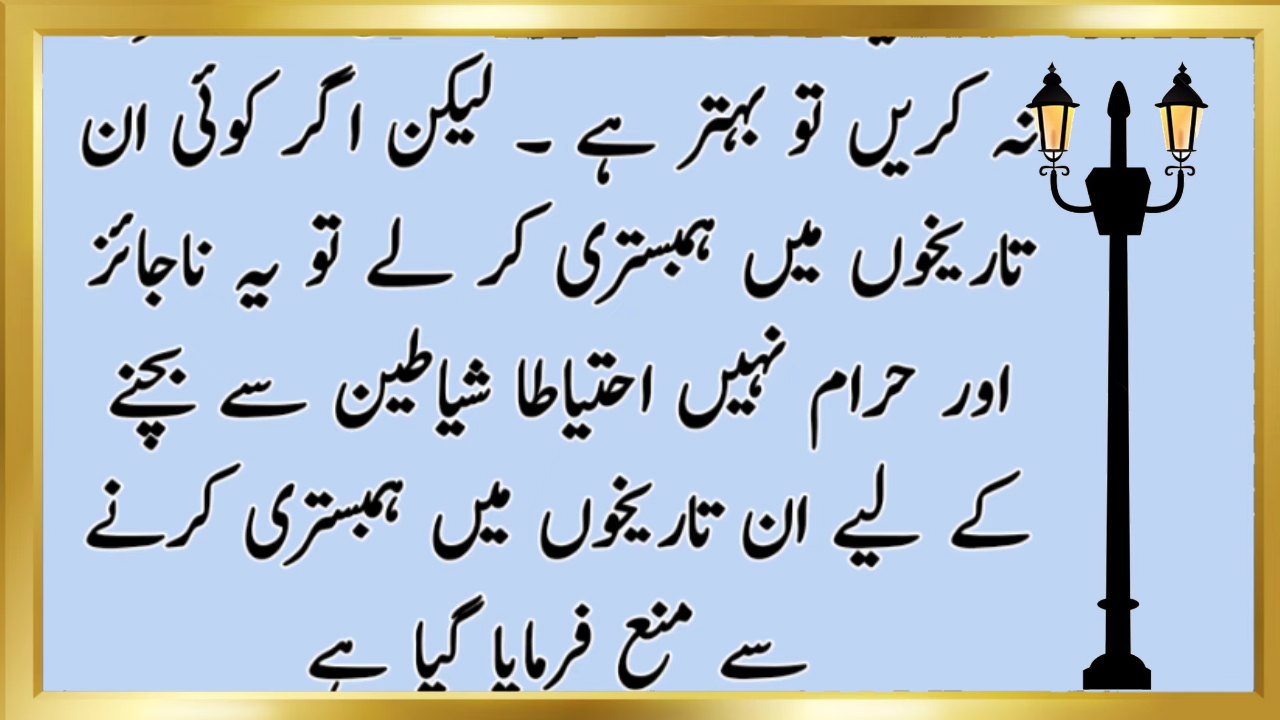 نہ کریں تو بہتر ہے ۔ لیکن اگر کوئی ان
تاریخوں میں ہمبستری کر لے تو یہ ناجائز
اور حرام نہیں احتیاطا شیاطین سے بچنے
کے لیے ان تاریخوں میں ہمبستری کرنے
سے منع فرمایا گیا ہے